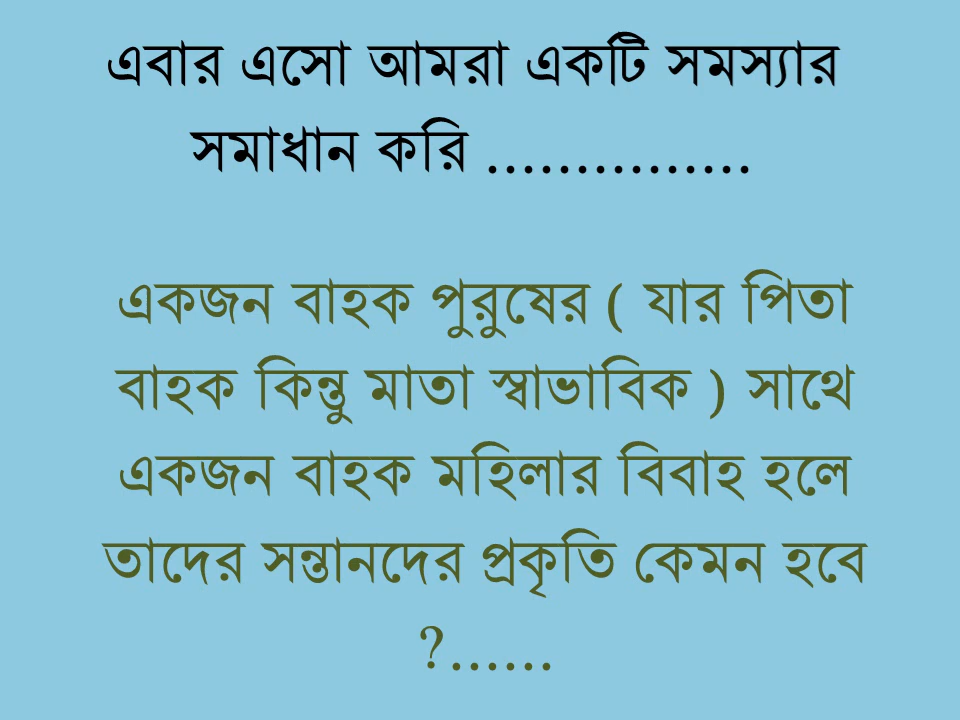 এবার এসো আমরা একটি সমস্যার
সমাধান করি ...............
একজন বাহক পুরুষের ( যার পিতা
বাহক কিন্তু মাতা স্বাভাবিক ) সাথে
একজন বাহক মহিলার বিবাহ হলে
তাদের সন্তানদের প্রকৃতি কেমন হবে
?......